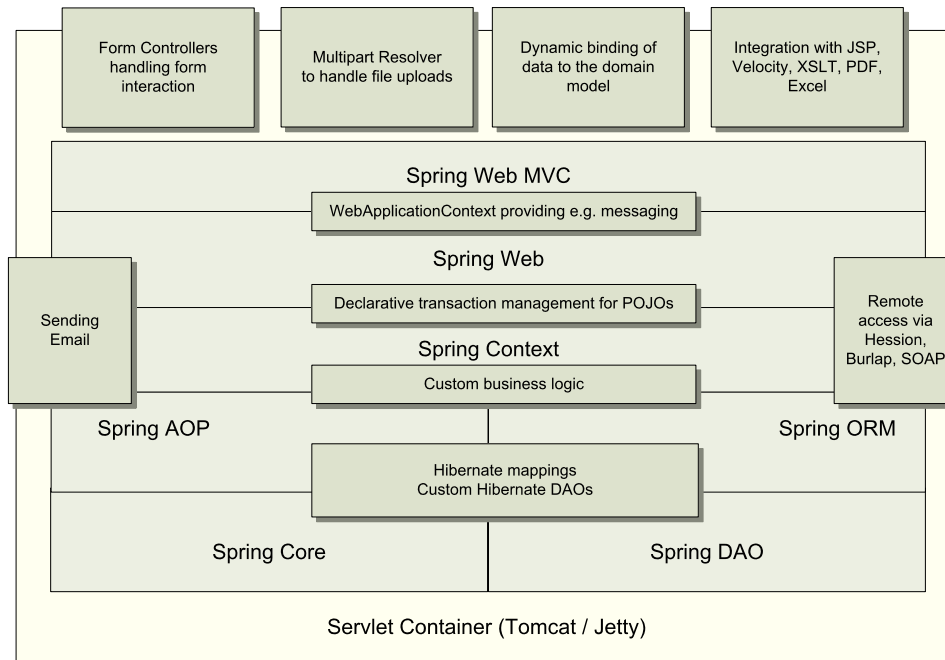 Form Controllers
handling form
interaction
Multipart Resolver
to handle file uploads
Dynamic binding of
data to the domain
model
Integration with JSP,
Velocity, XSLT, PDF,
Excel
Spring Web MVC
WebApplicationContext providing e.g. messaging
Spring Web
Sending
Email
Declarative transaction management for POJOs
Remote
access via
Hession,
Burlap, SOAP
Spring Context
Custom business logic
Spring AOP
Spring ORM
Hibernate mappings
Custom Hibernate DAOs
Spring Core
Spring DAO
Servlet Container (Tomcat / Jetty)